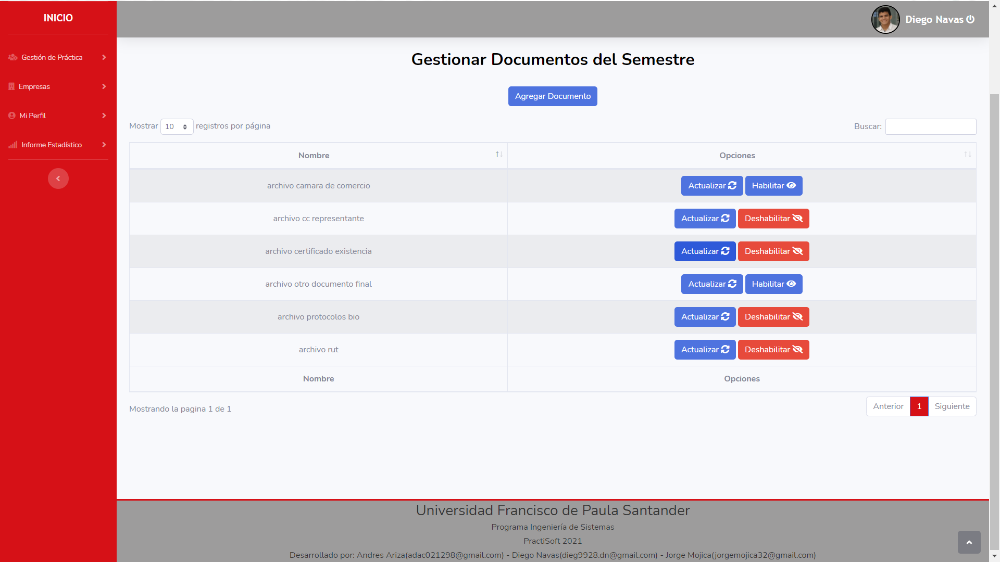 INICIO
Diego Navas
Gestión de Práctica
Empresas
Mi Perfil
Informe Estadístico
Gestionar Documentos del Semestre
Agregar Documento
Mostrar 10 registros por página
Buscar:
Nombre Opciones
archivo camara de comercio Actualizar Habilitar
archivo cc representante Actualizar Deshabilitar
archivo certificado existencia Actualizar Deshabilitar
archivo otro documento final Actualizar Habilitar
archivo protocolos bio Actualizar Deshabilitar
archivo rut Actualizar Deshabilitar
Nombre Opciones
Mostrando la pagina 1 de 1
Anterior 1 Siguiente
Universidad Francisco de Paula Santander
Programa Ingeniería de Sistemas
PractiSoft 2021
Desarrollado por: Andres Ariza(adac021298@gmail.com) - Diego Navas(dieg9928.dn@gmail.com) - Jorge Mojica(jorgemojica32@gmail.com)